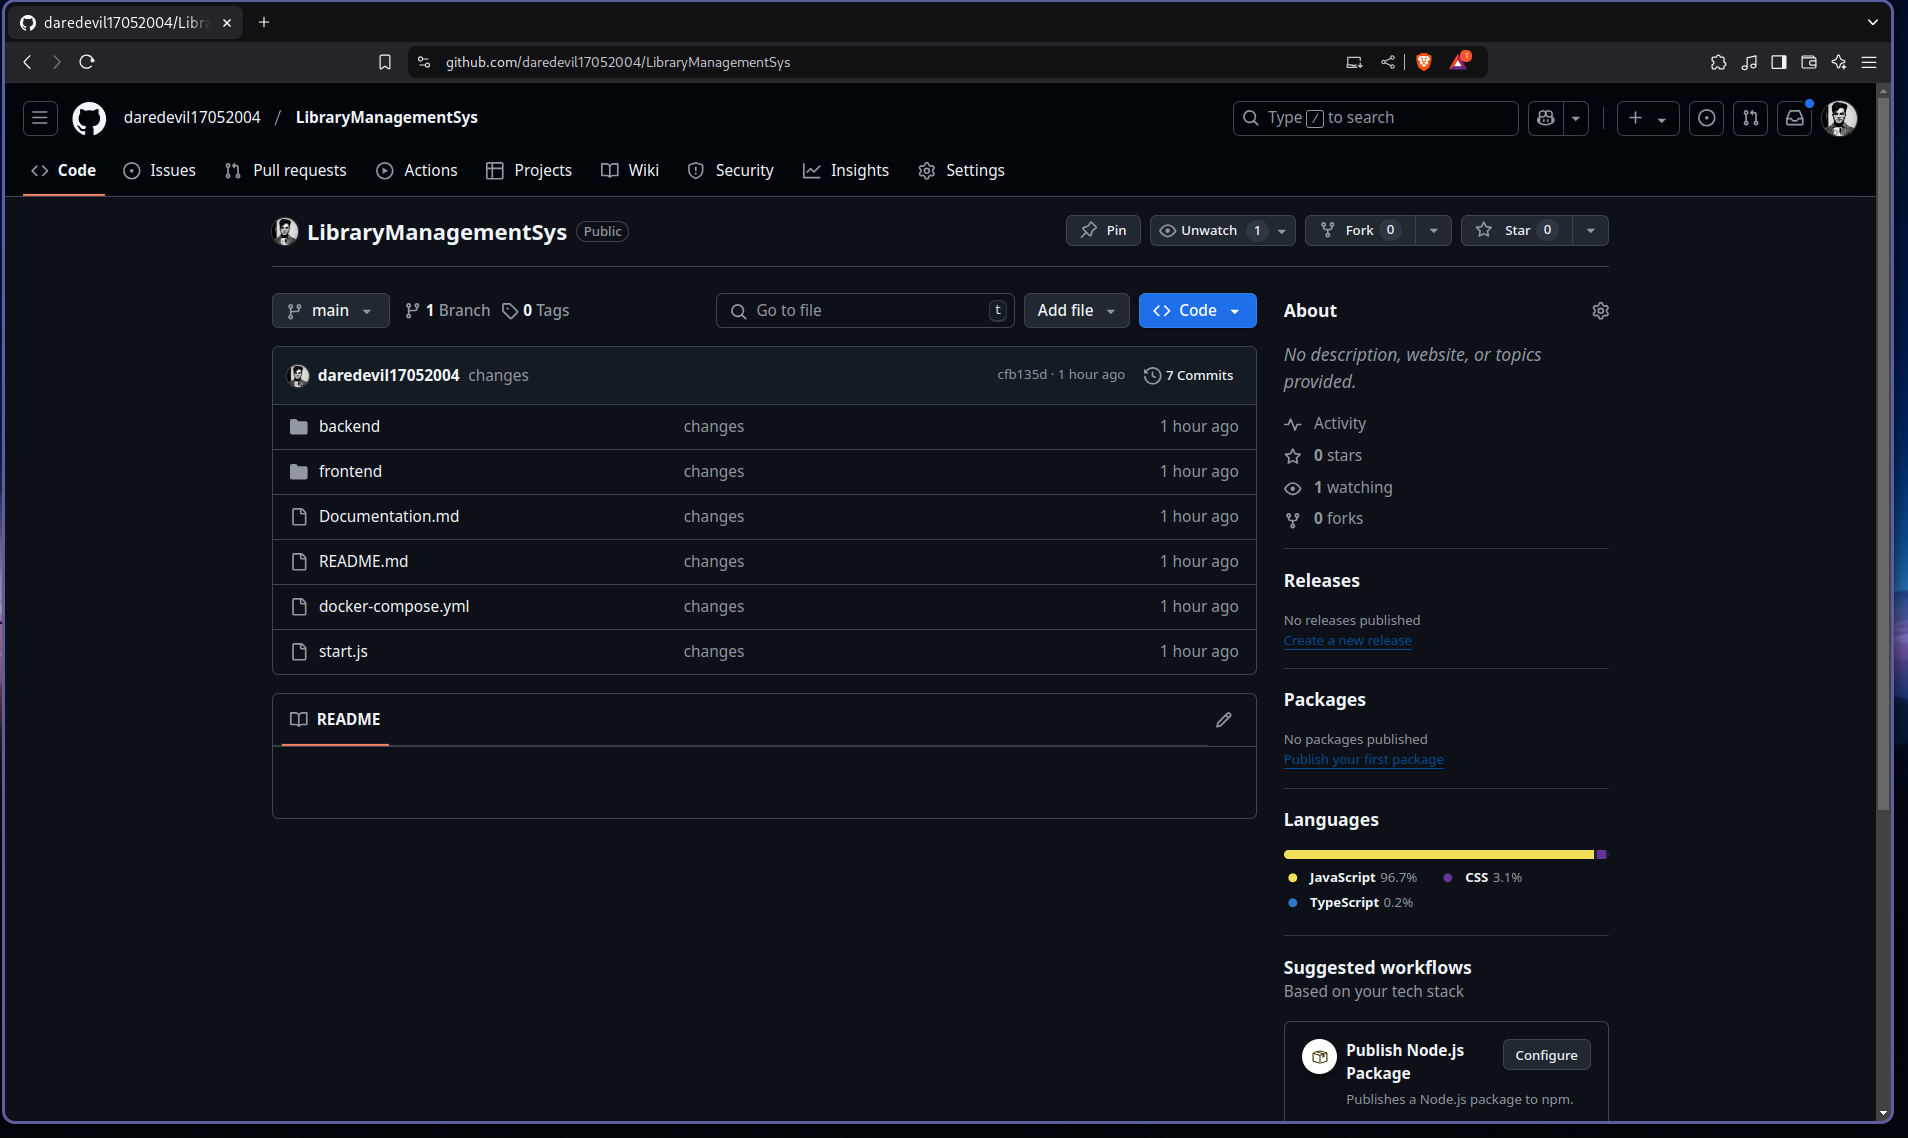 daredevil17052004/Libr
github.com/daredevil17052004/LibraryManagementSys
1
daredevil17052004 / LibraryManagementSys
Type / to search
Code Issues Pull requests Actions Projects Wiki Security Insights Settings
LibraryManagementSys Public
Pin Unwatch 1 Fork 0 Star 0
main 1 Branch 0 Tags Go to file t Add file Code
daredevil17052004 changes cfb135d · 1 hour ago 7 Commits
backend changes 1 hour ago
frontend changes 1 hour ago
Documentation.md changes 1 hour ago
README.md changes 1 hour ago
docker-compose.yml changes 1 hour ago
start.js changes 1 hour ago
README
About
No description, website, or topics
provided.
Activity
0 stars
1 watching
0 forks
Releases
No releases published
Create a new release
Packages
No packages published
Publish your first package
Languages
JavaScript 96.7% CSS 3.1%
TypeScript 0.2%
Suggested workflows
Based on your tech stack
Publish Node.js
Package
Configure
Publishes a Node.js package to npm.